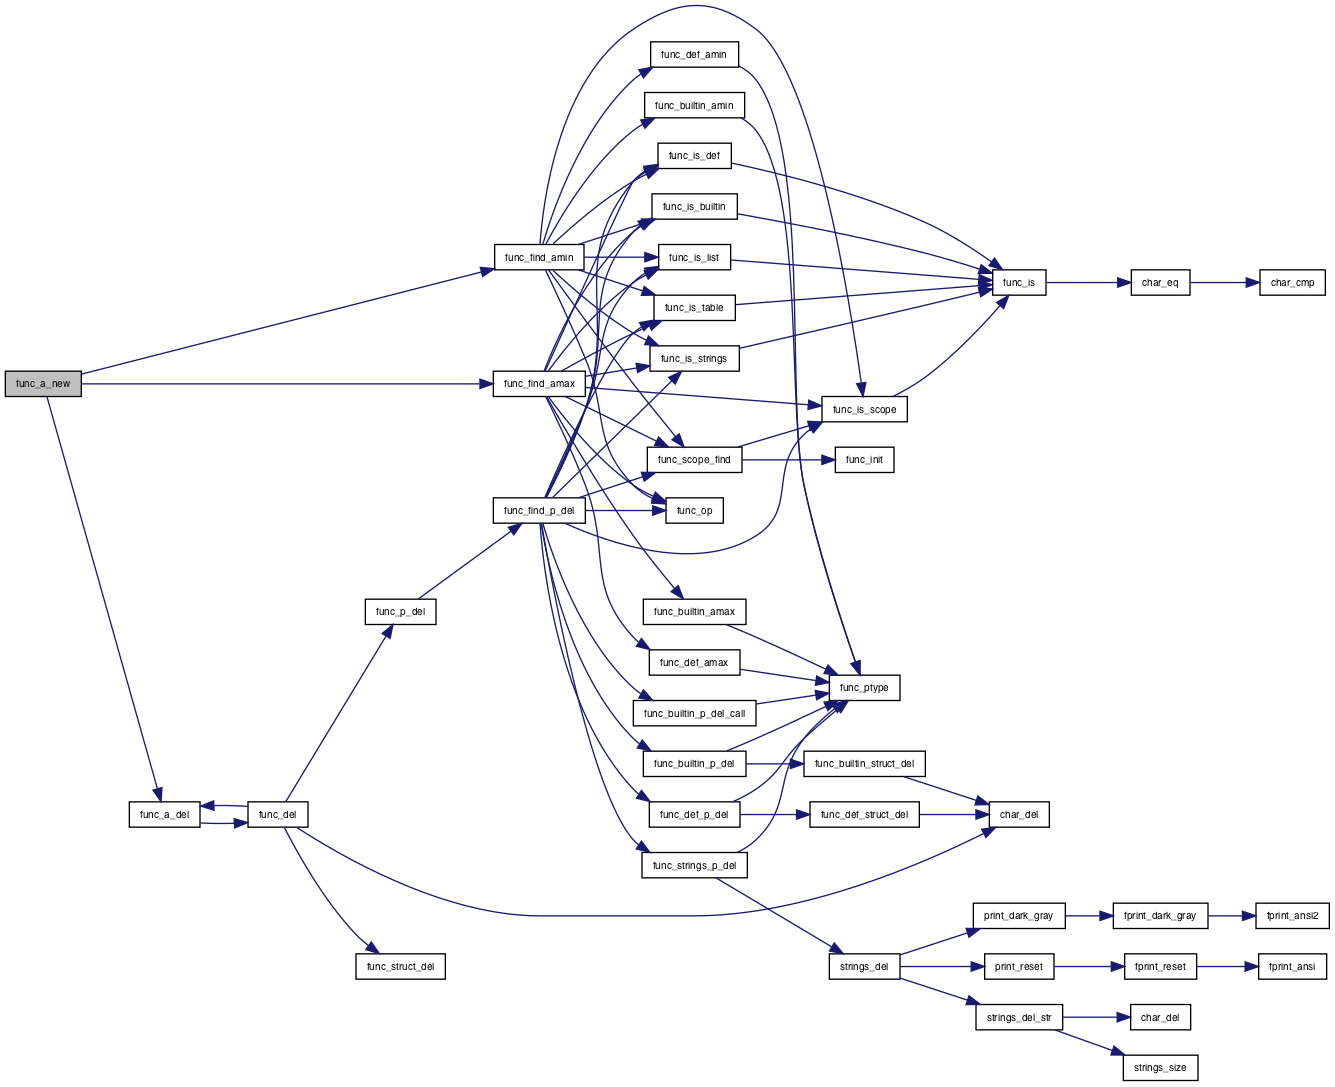 func_def_amin
func_builtin_amin
func_is_def
func_is_builtin
func_find_amin
func_is_list
func_is
char_eq
char_cmp
func_is_table
func_is_strings
func_a_new
func_find_amax
func_is_scope
func_scope_find
func_init
func_find_p_del
func_op
func_p_del
func_builtin_amax
func_def_amax
func_ptype
func_builtin_p_del_call
func_builtin_p_del
func_builtin_struct_del
func_a_del
func_del
func_def_p_del
func_def_struct_del
char_del
func_strings_p_del
print_dark_gray
fprint_dark_gray
fprint_ansi2
func_struct_del
strings_del
print_reset
fprint_reset
fprint_ansi
strings_del_str
char_del
strings_size